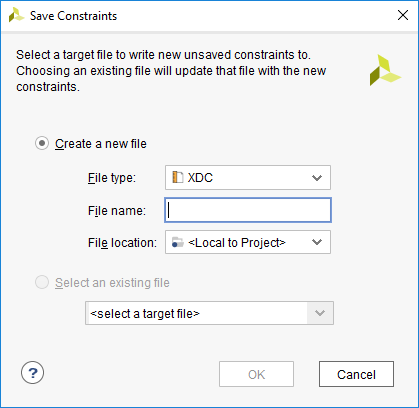 Save Constraints
Select a target file to write new unsaved constraints to.
Choosing an existing file will update that file with the new
constraints.
Create a new file
File type: XDC
File name:
File location: <Local to Project>
Select an existing file
<select a target file>
? OK Cancel